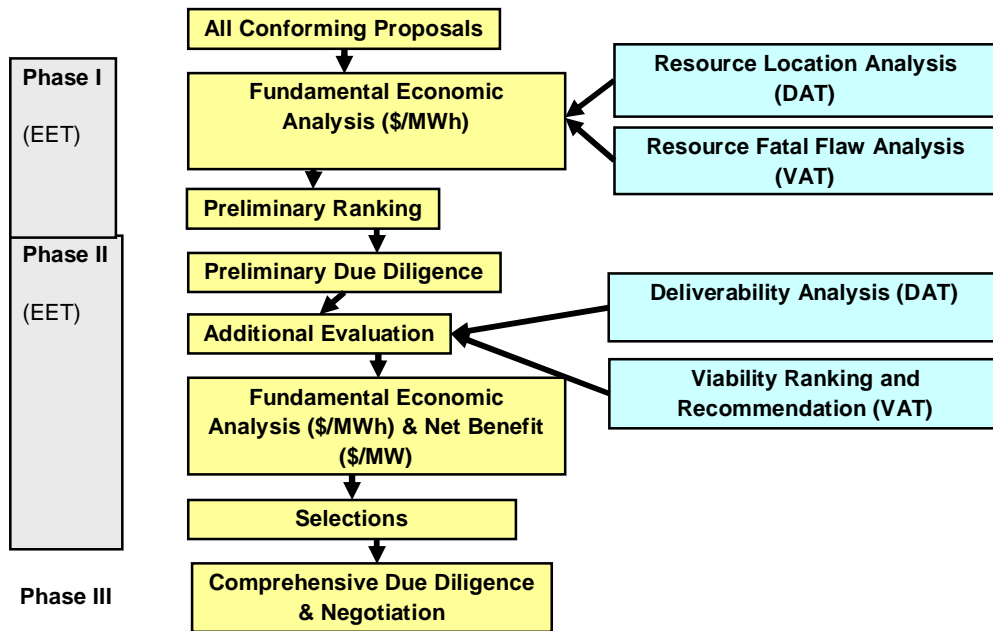 All Conforming Proposals
Phase I
(EET)
Fundamental Economic
Analysis ($/MWh)
Resource Location Analysis
(DAT)
Resource Fatal Flaw Analysis
(VAT)
Preliminary Ranking
Phase II
(EET)
Preliminary Due Diligence
Additional Evaluation
Deliverability Analysis (DAT)
Viability Ranking and
Recommendation (VAT)
Fundamental Economic
Analysis ($/MWh) & Net Benefit
($/MW)
Selections
Phase III
Comprehensive Due Diligence
& Negotiation